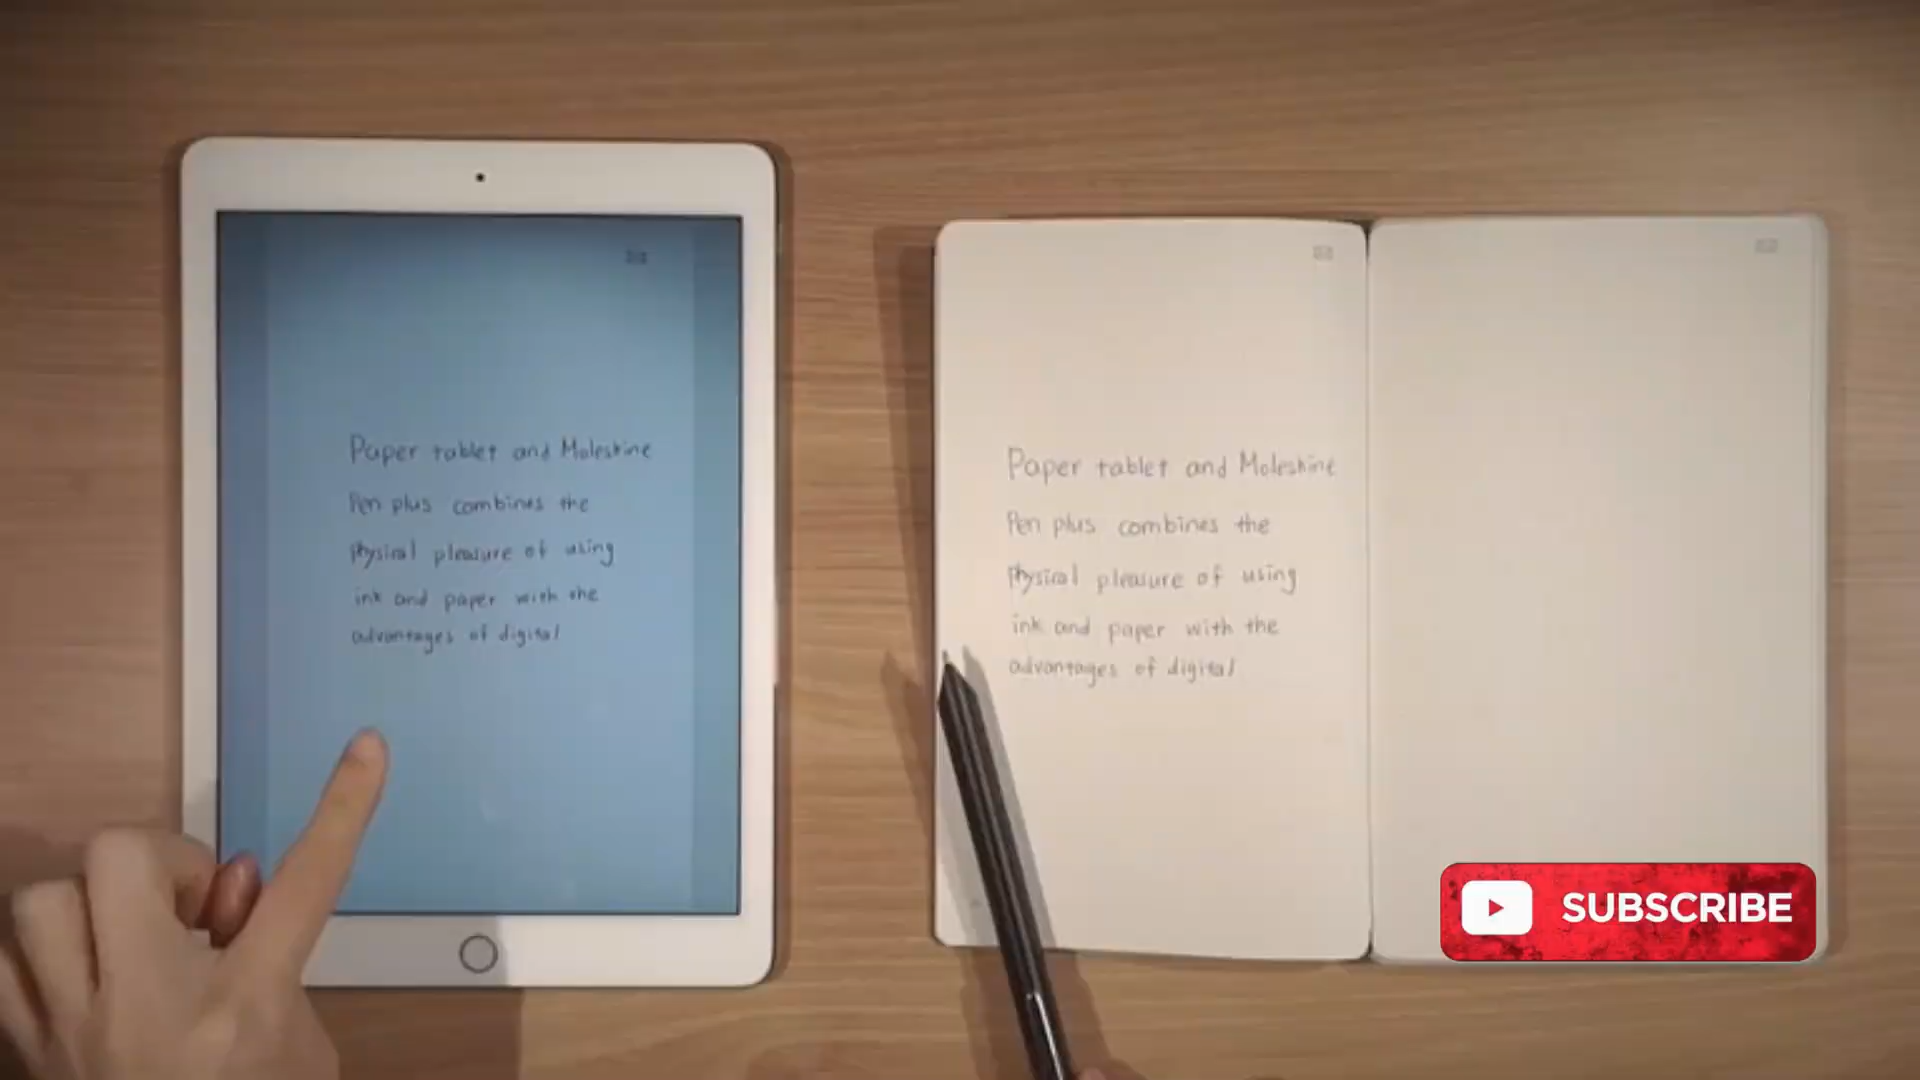 Paper tablet and Moleskine
Pen plus combines the
physical pleasure of using
ink and paper with the
advantages of digital
Paper tablet and Moleskine
Pen plus combines the
physical pleasure of using
ink and paper with the
advantages of digital
SUBSCRIBE